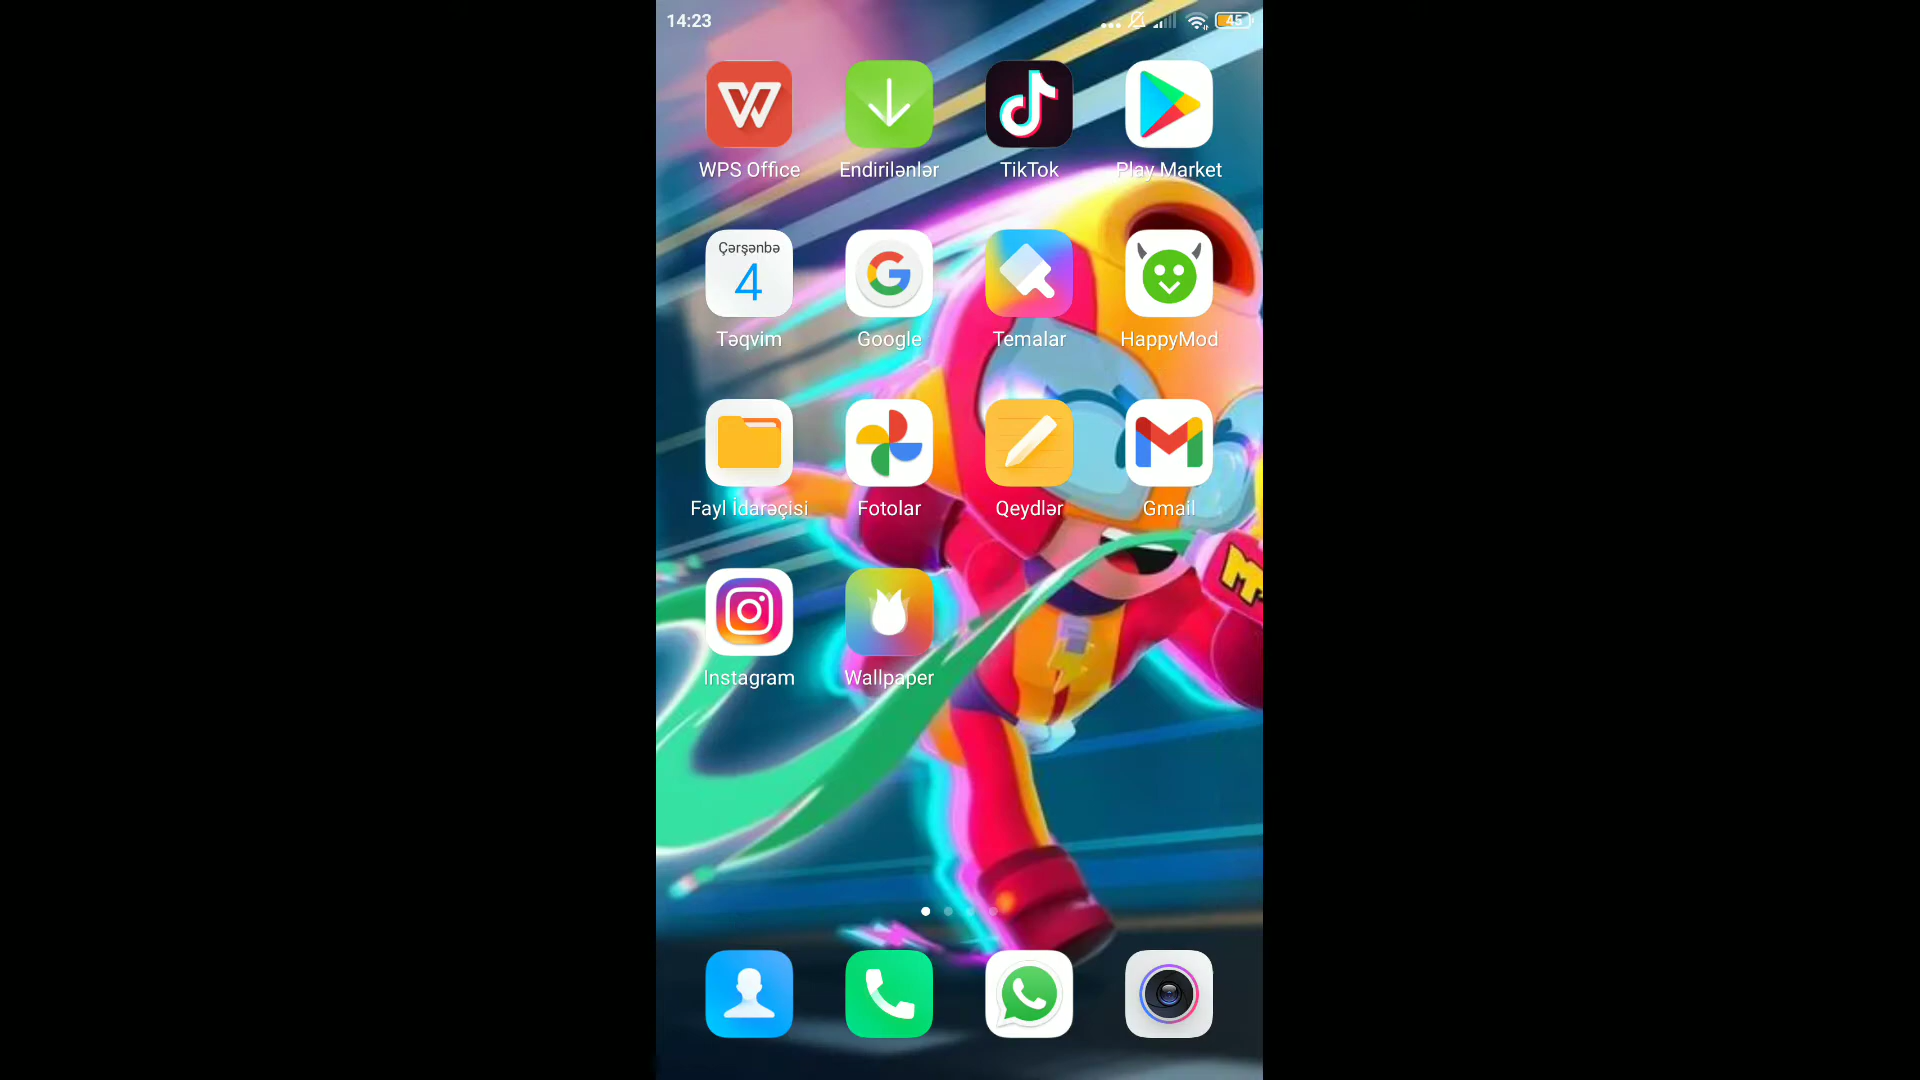 14:23
45
WPS Office
Endirilənlər
TikTok
Play Market
Çərşənbə
4
Təqvim
Google
Temalar
HappyMod
Fayl İdarəçisi
Fotolar
Qeydlər
Gmail
Instagram
Wallpaper